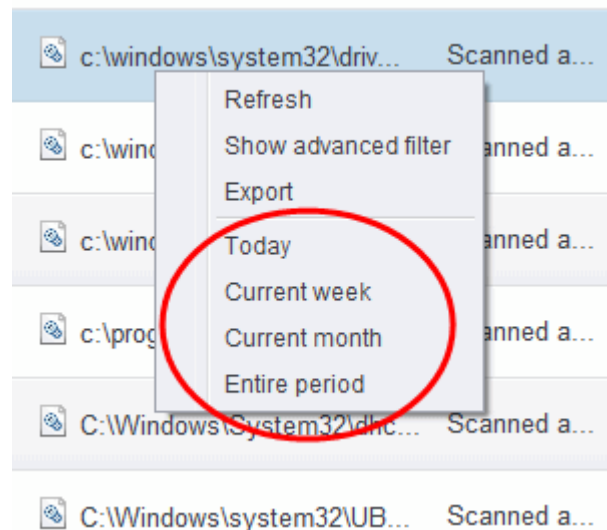 c:\windows\system32\driv... Scanned a...
Refresh
c:\wind Show advanced filter anned a...
Export
c:\wind Today anned a...
Current week
c:\prog Current month anned a...
Entire period
C:\Windows\System32\dhc... Scanned a...
C:\Windows\system32\UB... Scanned a...